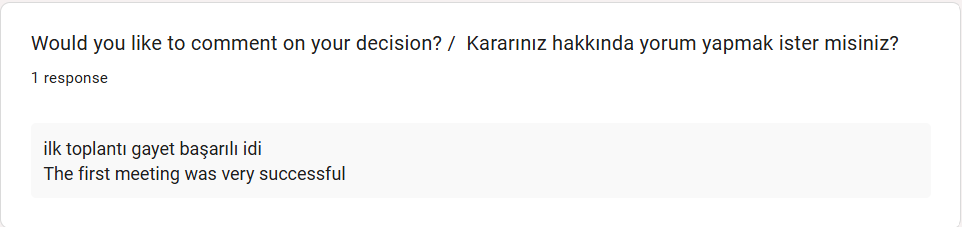 Would you like to comment on your decision? /  Kararınız hakkında yorum yapmak ister misiniz?
1 response
ilk toplantı gayet başarılı idi
The first meeting was very successful